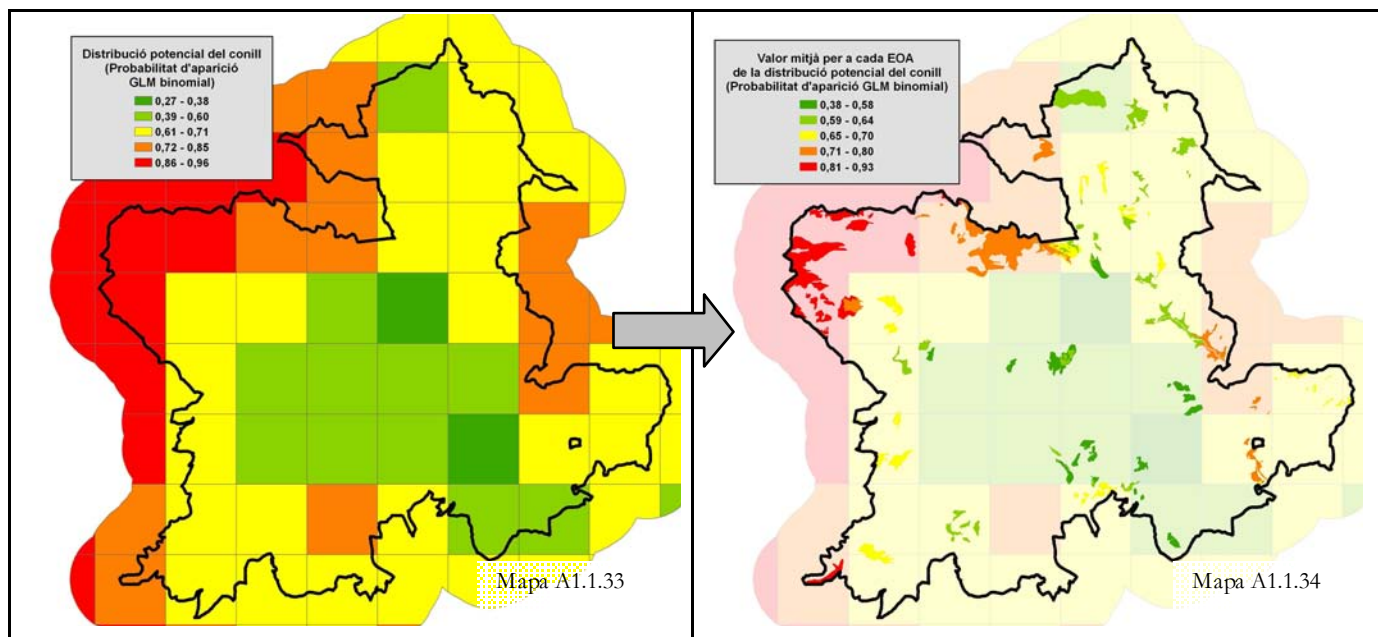 Distribució potencial del conill
(Probabilitat d'aparició
GLM binomial)
0,27 - 0,38
0,39 - 0,60
0,61 - 0,71
0,72 - 0,85
0,86 - 0,96
Mapa A1.1.33
Valor mitjà per a cada EOA
de la distribució potencial del conill
(Probabilitat d'aparició GLM binomial)
0,38 - 0,58
0,59 - 0,64
0,65 - 0,70
0,71 - 0,80
0,81 - 0,93
Mapa A1.1.34